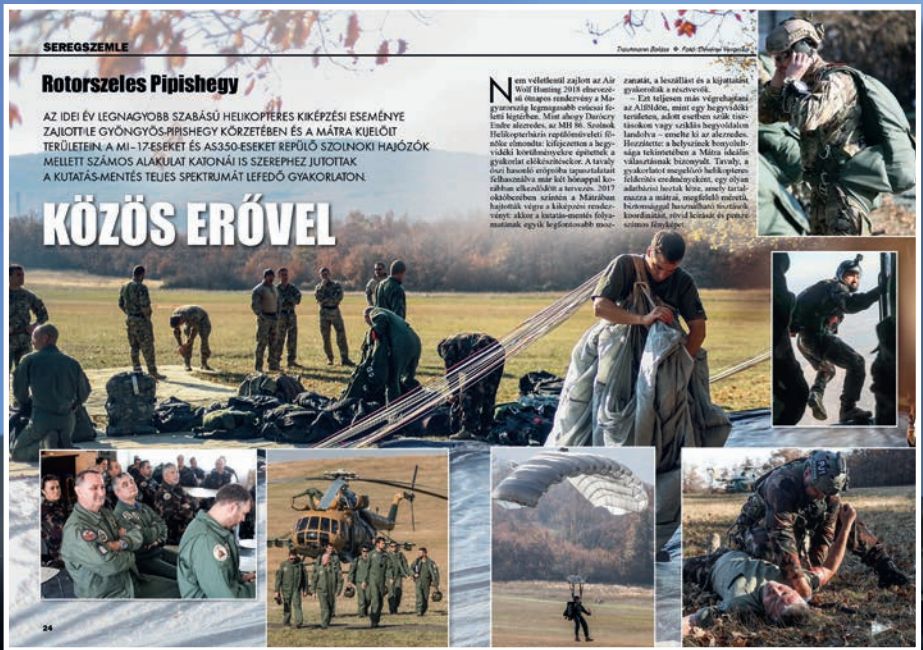 SEREGSZEMLE
Trautmann Balázs ❖ Fotó: Dévényi Veronika
Rotorszeles Pipishegy
AZ IDEI ÉV LEGNAGYOBB SZABÁSÚ HELIKOPTERES KIKÉPZÉSI ESEMÉNYE
ZAJLOTT LE GYÖNGYÖS-PIPISHEGY KÖRZETÉBEN ÉS A MÁTRA KIJELÖLT
TERÜLETEIN. A MI–17-ESEKET ÉS AS350-ESEKET REPÜLŐ SZOLNOKI HAJÓZÓK
MELLETT SZÁMOS ALAKULAT KATONÁI IS SZEREPHEZ JUTOTTAK
A KUTATÁS-MENTÉS TELJES SPEKTRUMÁT LEFEDŐ GYAKORLATON.
KÖZÖS ERŐVEL
Nem véletlenül zajlott az Air
Wolf Hunting 2018 elnevezé-
sű ötnapos rendezvény a Ma-
gyarország legmagasabb csúcsai fe-
letti légtérben. Mint ahogy Daróczy
Endre alezredes, az MH 86. Szolnok
Helikopterbázis repülőműveleti fő-
nöke elmondta: kifejezetten a hegy-
vidéki körülményekre építették a
gyakorlat előkészítésekor. A tavaly
őszi hasonló erőpróba tapasztalatait
felhasználva már két hónappal ko-
rábban elkezdődött a tervezés. 2017
októberében szintén a Mátrában
hajtották végre a kiképzési rendez-
vényt: akkor a kutatás-mentés folya-
matának egyik legfontosabb moz-
zanatát, a leszállást és a kijuttatást
gyakorolták a résztvevők.
– Ezt teljesen más végrehajtani
az Alföldön, mint egy hegyvidéki
területen, adott esetben szűk tisz-
tásokon vagy sziklás hegyoldalon
landolva – emelte ki az alezredes.
Hozzátette: a helyszínek bonyolult-
sága tekintetében a Mátra ideális
választásnak bizonyult. Tavaly, a
gyakorlatot megelőző helikopteres
felderítés eredményeként, egy olyan
adatbázist hoztak létre, amely tartal-
mazza a mátrai, megfelelő méretű,
biztonsággal használható tisztások
koordinátáit, rövid leírását és persze
számos fényképet.
24